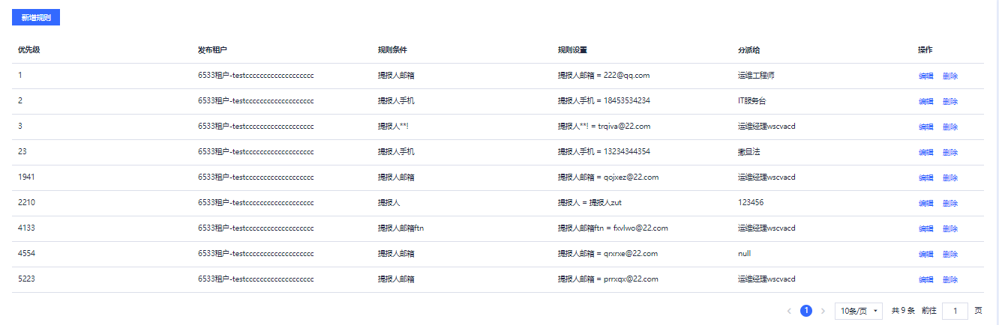 新增规则
优先级 发布租户 规则条件 规则设置 分派给 操作
1 6533租户-testccccccccccccccccccc 提报人邮箱 提报人邮箱 = 222@qq.com 运维工程师 编辑 删除
2 6533租户-testccccccccccccccccccc 提报人手机 提报人手机 = 18453534234 IT服务台 编辑 删除
3 6533租户-testccccccccccccccccccc 提报人**! 提报人**! = trqiva@22.com 运维经理wscvacd 编辑 删除
23 6533租户-testccccccccccccccccccc 提报人手机 提报人手机 = 13234344354 撒旦法 编辑 删除
1941 6533租户-testccccccccccccccccccc 提报人邮箱 提报人邮箱 = qojxez@22.com 运维经理wscvacd 编辑 删除
2210 6533租户-testccccccccccccccccccc 提报人 提报人 = 提报人zut 123456 编辑 删除
4133 6533租户-testccccccccccccccccccc 提报人邮箱ftn 提报人邮箱ftn = fxvlwo@22.com 运维经理wscvacd 编辑 删除
4554 6533租户-testccccccccccccccccccc 提报人邮箱 提报人邮箱 = qrxrxe@22.com null 编辑 删除
5223 6533租户-testccccccccccccccccccc 提报人邮箱 提报人邮箱 = prrxqx@22.com 运维经理wscvacd 编辑 删除
1 10条/页 共 9 条 前往 1 页